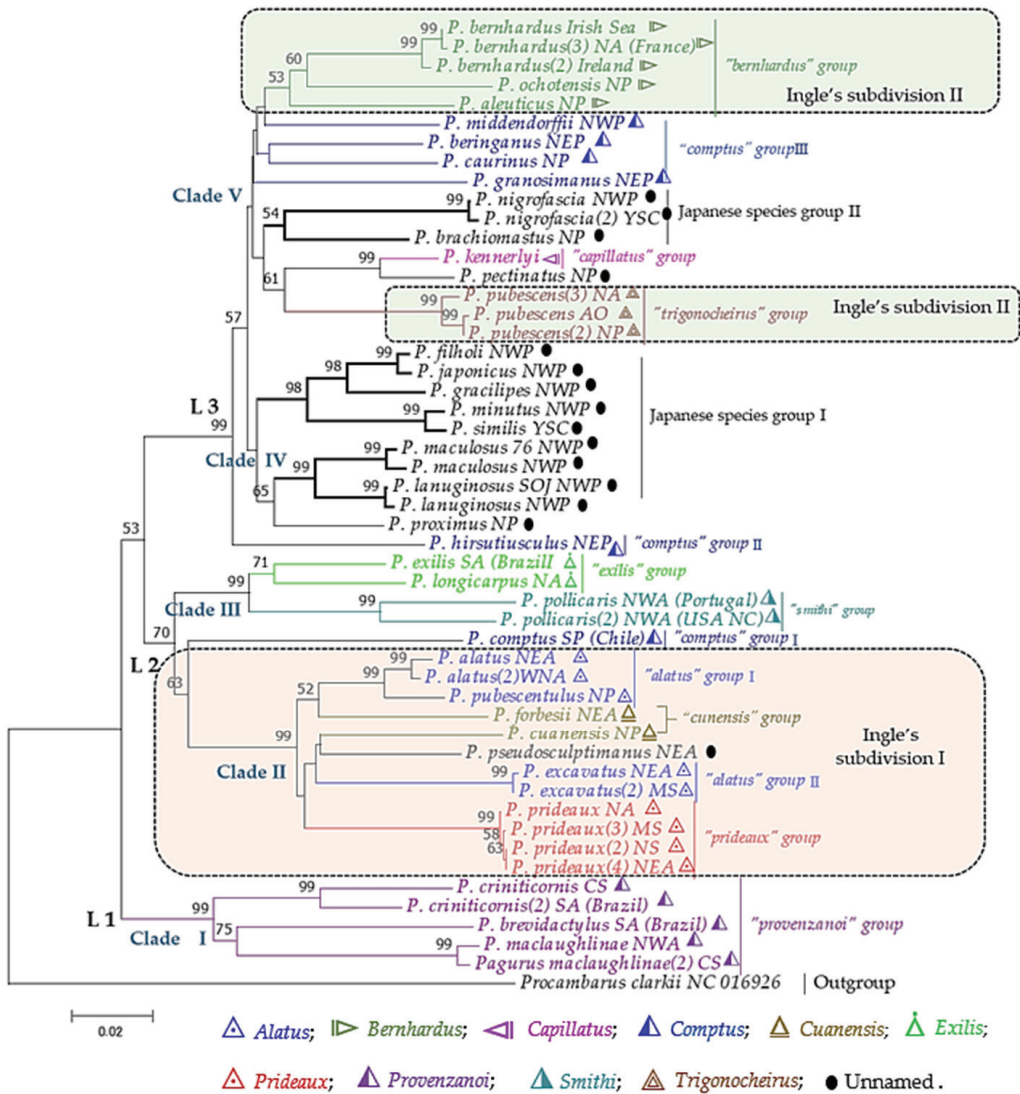 99
P. bernhardus Irish Sea
99
P. bernhardus(3) NA (France)
60
P. bernhardus(2) Ireland
"bernhardus" group
53
P. ochotensis NP
P. aleuticus NP
Ingle's subdivision II
P. middendorffii NWP
P. beringanus NEP
"comptus" groupIII
P. caurinus NP
P. granosimanus NEP
Clade V
99
P. nigrofascia NWP
54
P. nigrofascia(2) YSC
Japanese species group II
P. brachiomastus NP
99
P. kennerlyi
"capillatus" group
61
P. pectinatus NP
99
P. pubescens(3) NA
Ingle's subdivision II
99
P. pubescens AO
"trigonocheirus" group
57
P. pubescens(2) NP
99
P. filholi NWP
98
P. japonicus NWP
98
P. gracilipes NWP
L 3
99
P. minutus NWP
Japanese species group I
99
P. similis YSC
99
P. maculosus 76 NWP
Clade IV
99
P. maculosus NWP
99
P. lanuginosus SOJ NWP
65
P. lanuginosus NWP
P. proximus NP
53
P. hirsutiusculus NEP
"comptus" group II
71
P. exilis SA (BrazilI
"exilis" group
99
P. longicarpus NA
Clade III
99
P. pollicaris NWA (Portugal)
"smithi" group
P. pollicaris(2) NWA (USA NC)
70
P. comptus SP (Chile)
"comptus" group I
L 2
99
P. alatus NEA
63
99
P. alatus(2)WNA
"alatus" group I
52
P. pubescentulus NP
P. forbesii NEA
"cunensis" group
99
P. cuanensis NP
P. pseudosculptimanus NEA
Ingle's
subdivision I
Clade II
99
P. excavatus NEA
"alatus" group II
P. excavatus(2) MS
99
P. prideaux NA
58
P. prideaux(3) MS
"prideaux" group
63
P. prideaux(2) NS
P. prideaux(4) NEA
99
P. criniticornis CS
L 1
99
P. criniticornis(2) SA (Brazil)
75
P. brevidactylus SA (Brazil)
"provenzanoi" group
Clade I
99
P. maclaughlinae NWA
Pagurus maclaughlinae(2) CS
Procambarus clarkii NC 016926
Outgroup
0.02
Alatus; Bernhardus; Capillatus; Comptus; Cuanensis; Exilis;
Prideaux; Provenzanoi; Smithi; Trigonocheirus; Unnamed .